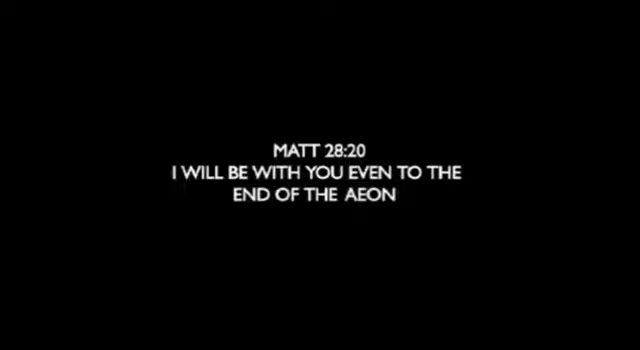 MATT 28:20
I WILL BE WITH YOU EVEN TO THE
END OF THE AEON